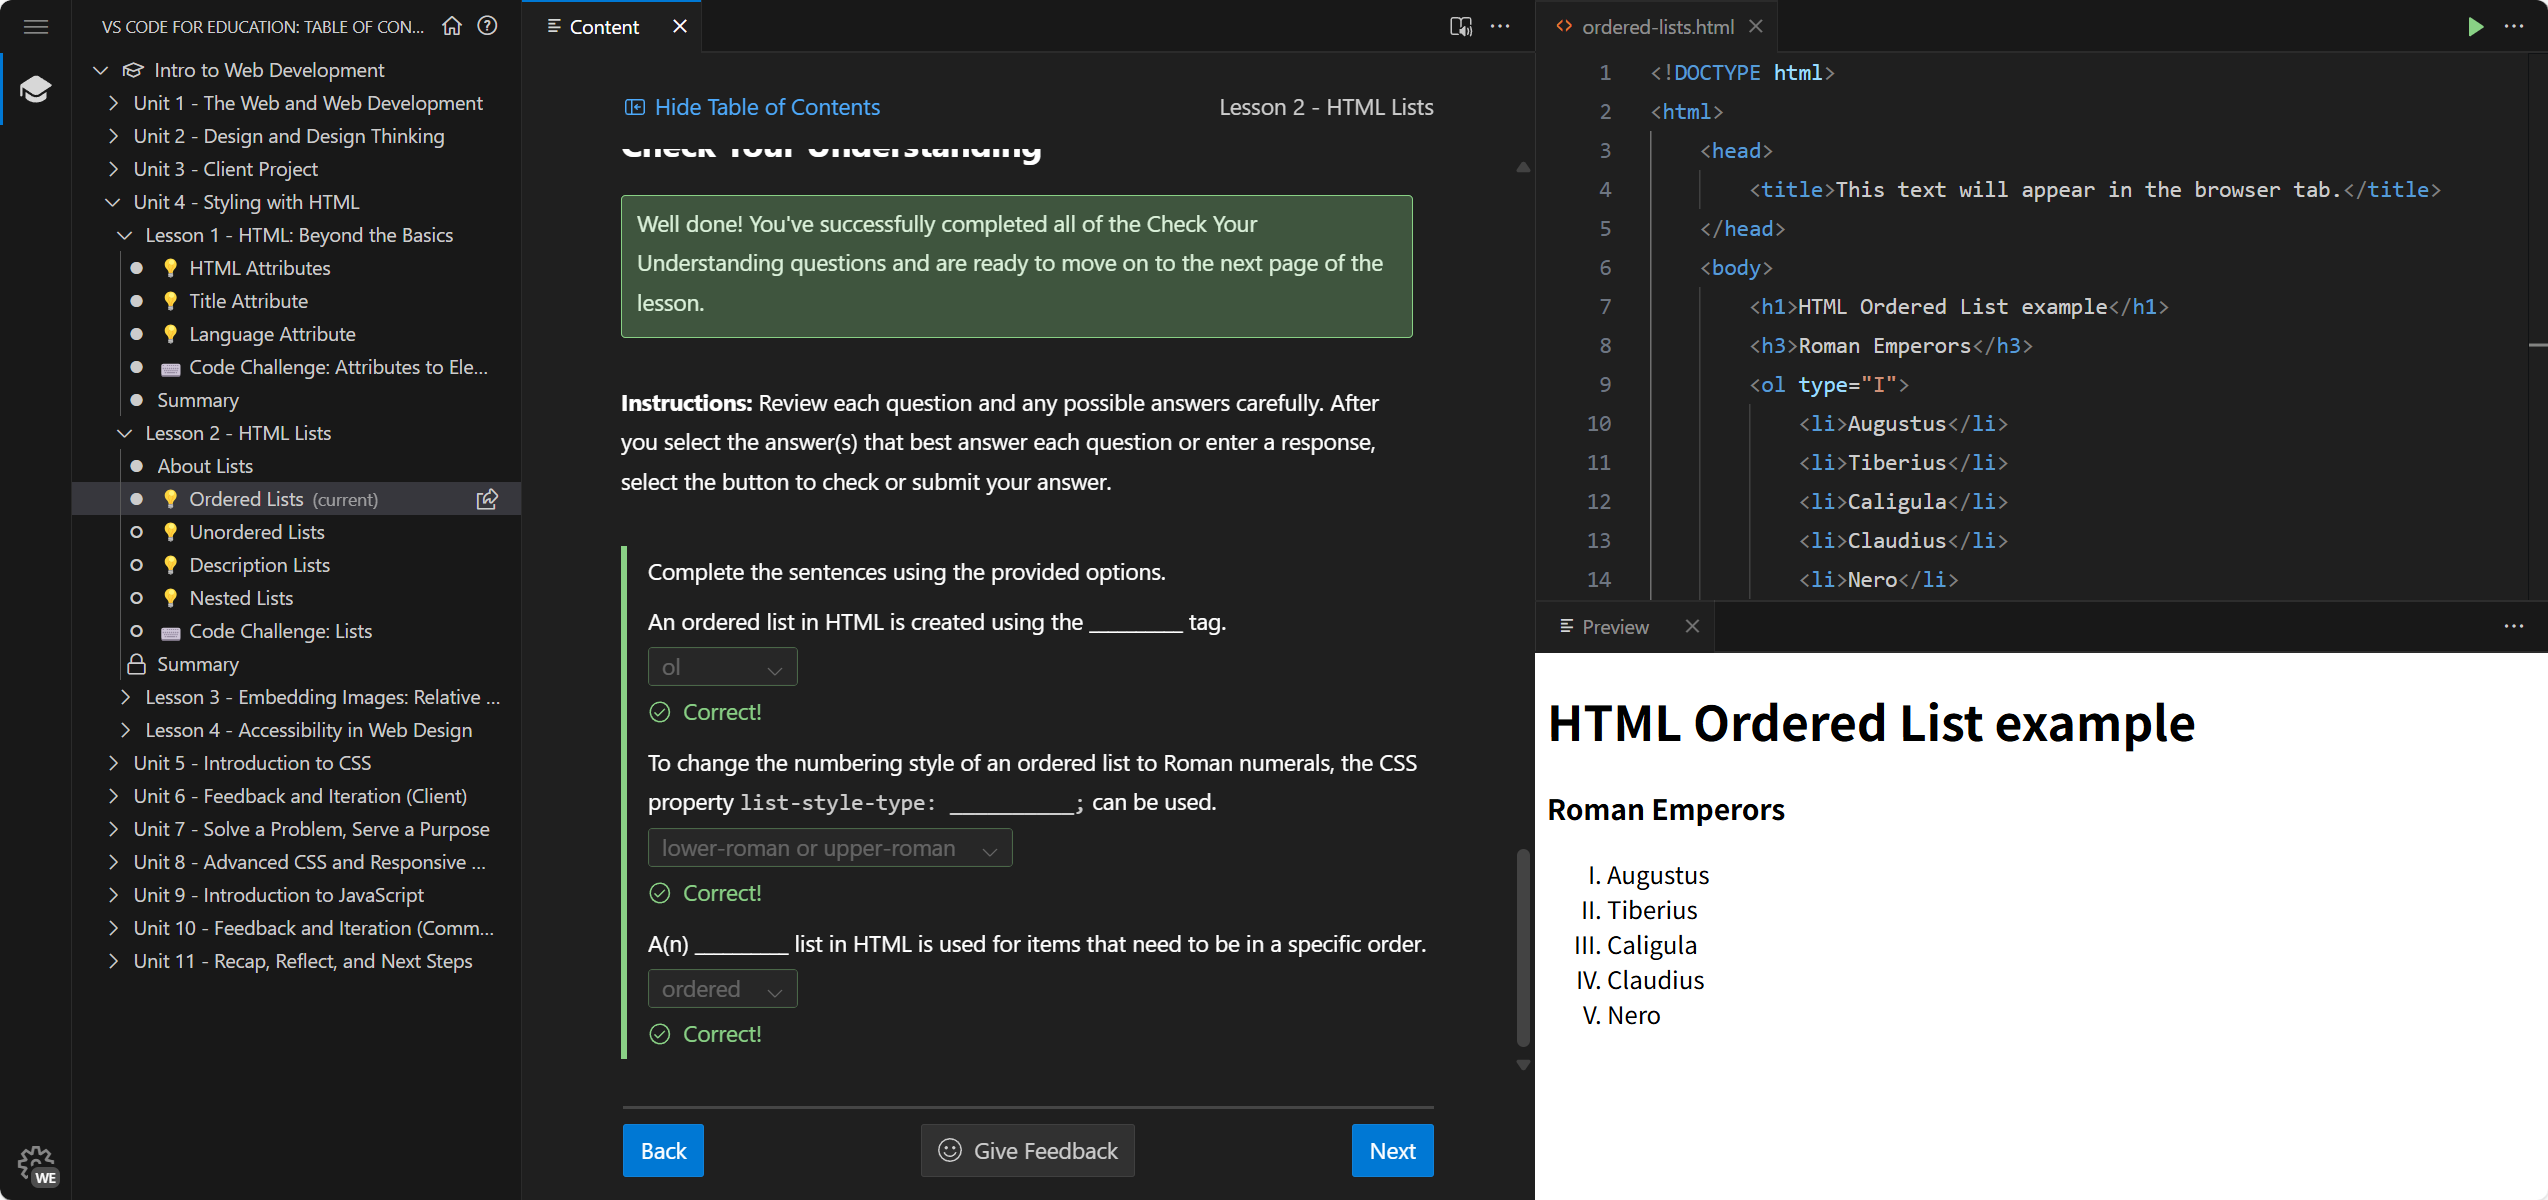 VS CODE FOR EDUCATION: TABLE OF CON...
Intro to Web Development
Unit 1 - The Web and Web Development
Unit 2 - Design and Design Thinking
Unit 3 - Client Project
Unit 4 - Styling with HTML
Lesson 1 - HTML: Beyond the Basics
HTML Attributes
Title Attribute
Language Attribute
Code Challenge: Attributes to Ele...
Summary
Lesson 2 - HTML Lists
About Lists
Ordered Lists (current)
Unordered Lists
Description Lists
Nested Lists
Code Challenge: Lists
Summary
Lesson 3 - Embedding Images: Relative ...
Lesson 4 - Accessibility in Web Design
Unit 5 - Introduction to CSS
Unit 6 - Feedback and Iteration (Client)
Unit 7 - Solve a Problem, Serve a Purpose
Unit 8 - Advanced CSS and Responsive ...
Unit 9 - Introduction to JavaScript
Unit 10 - Feedback and Iteration (Comm...
Unit 11 - Recap, Reflect, and Next Steps
WE
Content
Hide Table of Contents
Lesson 2 - HTML Lists
Check Your Understanding
Well done! You've successfully completed all of the Check Your
Understanding questions and are ready to move on to the next page of the
lesson.
Instructions: Review each question and any possible answers carefully. After
you select the answer(s) that best answer each question or enter a response,
select the button to check or submit your answer.
Complete the sentences using the provided options.
An ordered list in HTML is created using the ________ tag.
ol
Correct!
To change the numbering style of an ordered list to Roman numerals, the CSS
property list-style-type: __________; can be used.
lower-roman or upper-roman
Correct!
A(n) ________ list in HTML is used for items that need to be in a specific order.
ordered
Correct!
Back
Give Feedback
Next
ordered-lists.html
1 <!DOCTYPE html>
2 <html>
3 <head>
4 <title>This text will appear in the browser tab.</title>
5 </head>
6 <body>
7 <h1>HTML Ordered List example</h1>
8 <h3>Roman Emperors</h3>
9 <ol type="I">
10 <li>Augustus</li>
11 <li>Tiberius</li>
12 <li>Caligula</li>
13 <li>Claudius</li>
14 <li>Nero</li>
Preview
HTML Ordered List example
Roman Emperors
I. Augustus
II. Tiberius
III. Caligula
IV. Claudius
V. Nero